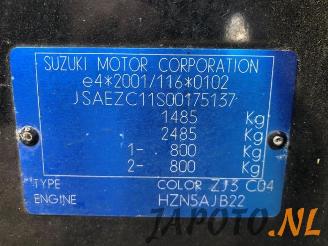 SUZUKI MOTOR CORPORATION
e4*2001/116*0102
JSAEZC11S00175137
1485 Kg
2485 Kg
1- 800 Kg
2- 800 Kg
TYPE COLOR ZJ3 C04
ENGINE HZN5AJB22
JAPOTO.NL